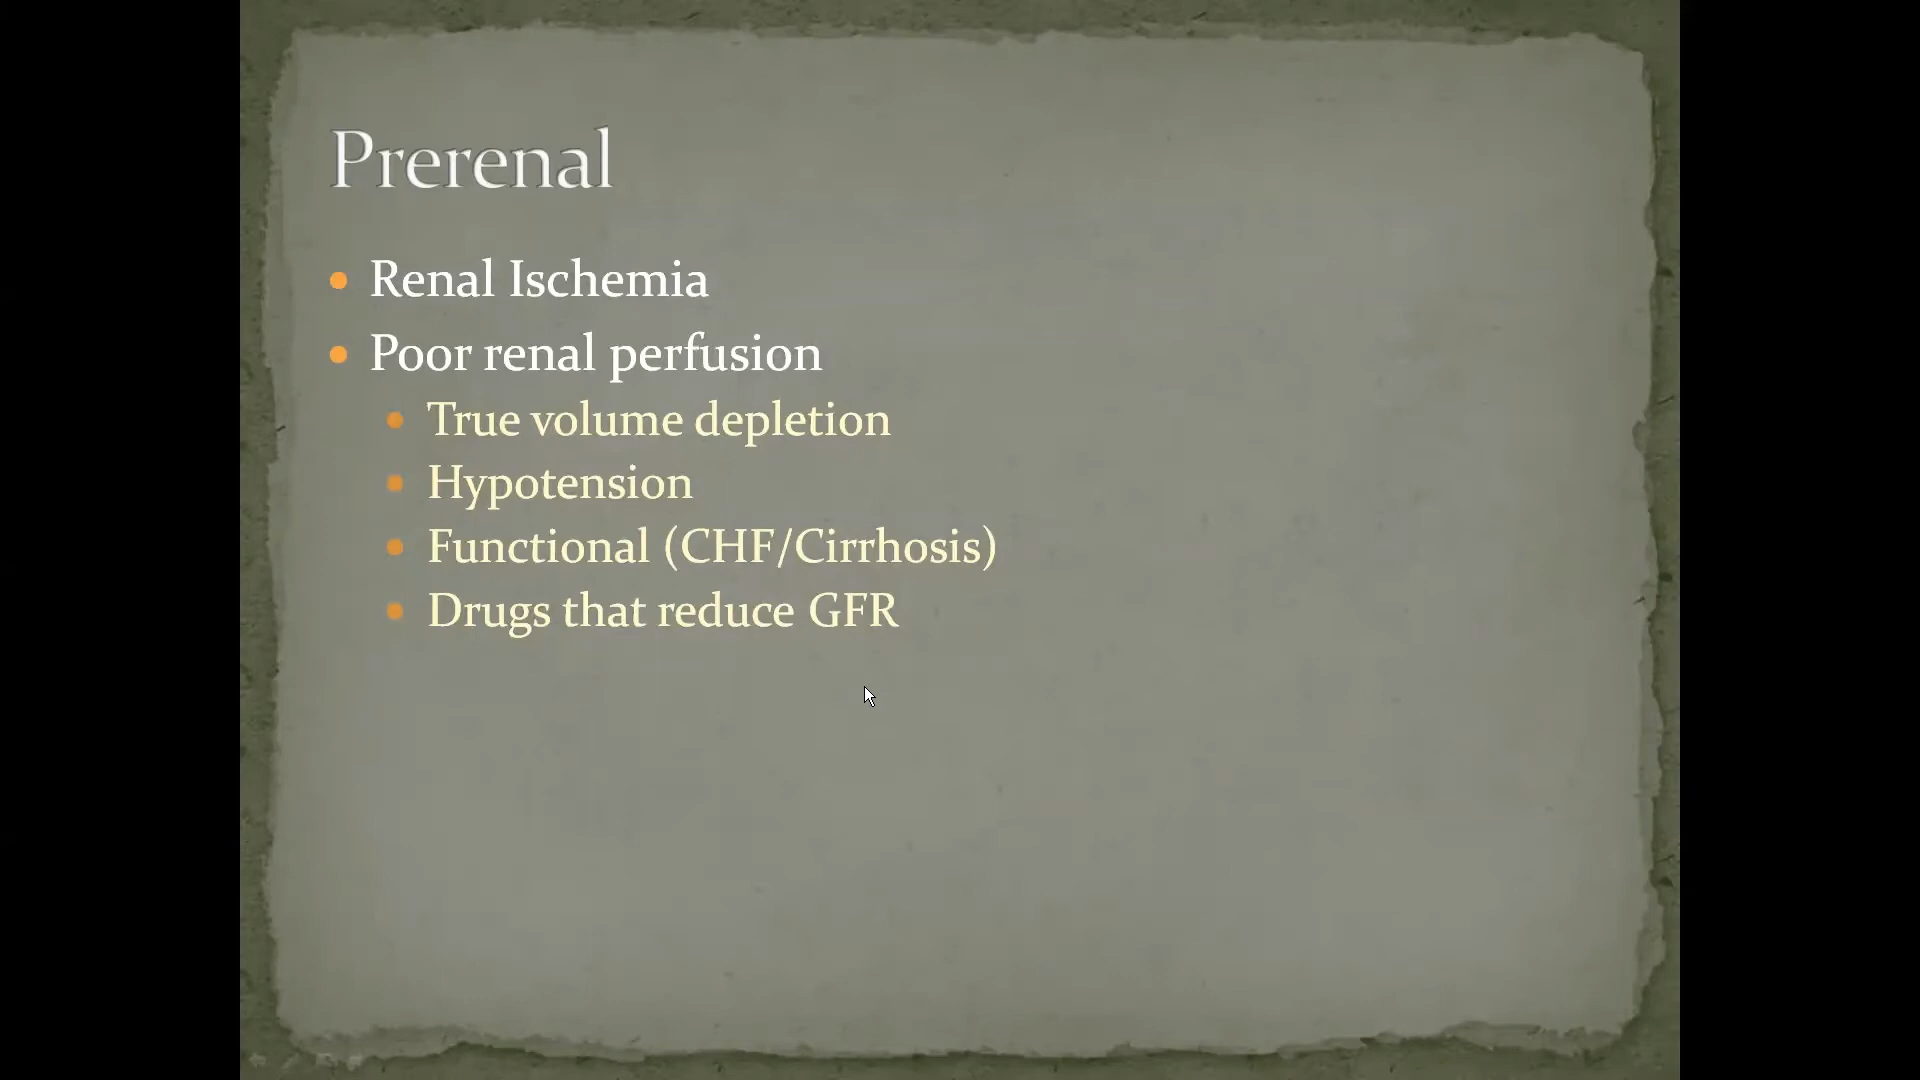 Prerenal
Renal Ischemia
Poor renal perfusion
True volume depletion
Hypotension
Functional (CHF/Cirrhosis)
Drugs that reduce GFR